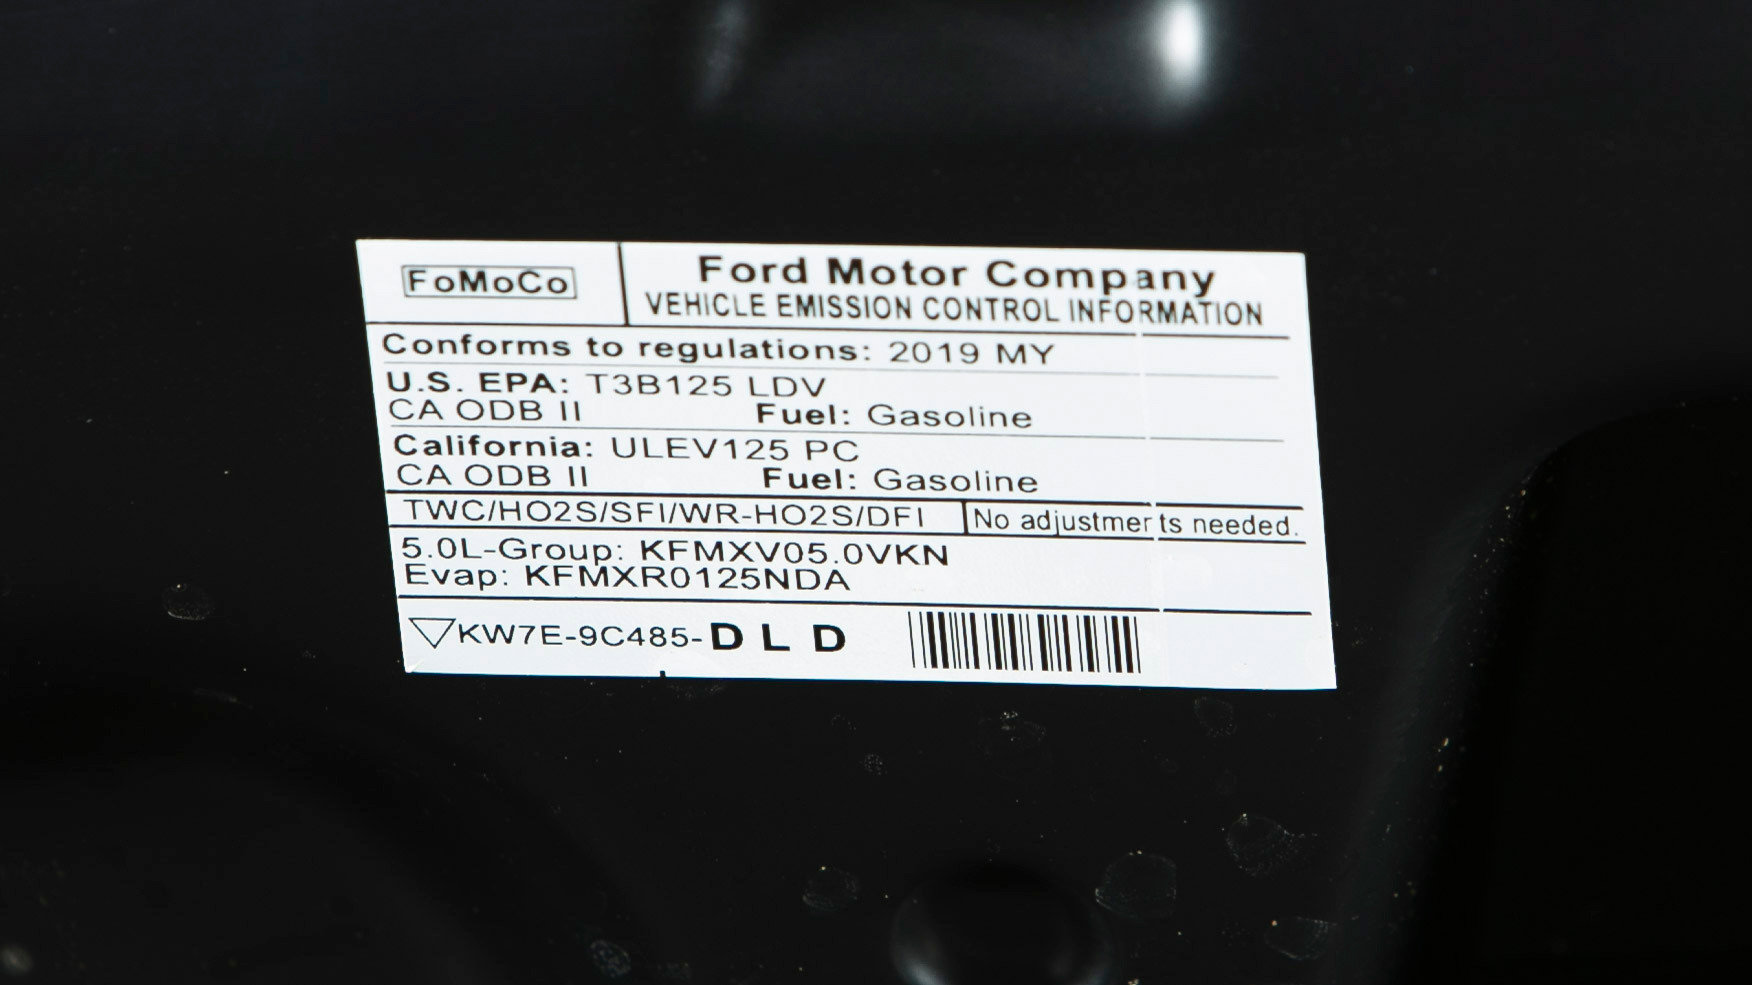 FoMoCo
Ford Motor Company
VEHICLE EMISSION CONTROL INFORMATION
Conforms to regulations: 2019 MY
U.S. EPA: T3B125 LDV
CA ODB II Fuel: Gasoline
California: ULEV125 PC
CA ODB II Fuel: Gasoline
TWC/HO2S/SFI/WR-HO2S/DFI No adjustments needed.
5.0L-Group: KFMXV05.0VKN
Evap: KFMXR0125NDA
KW7E-9C485-DLD